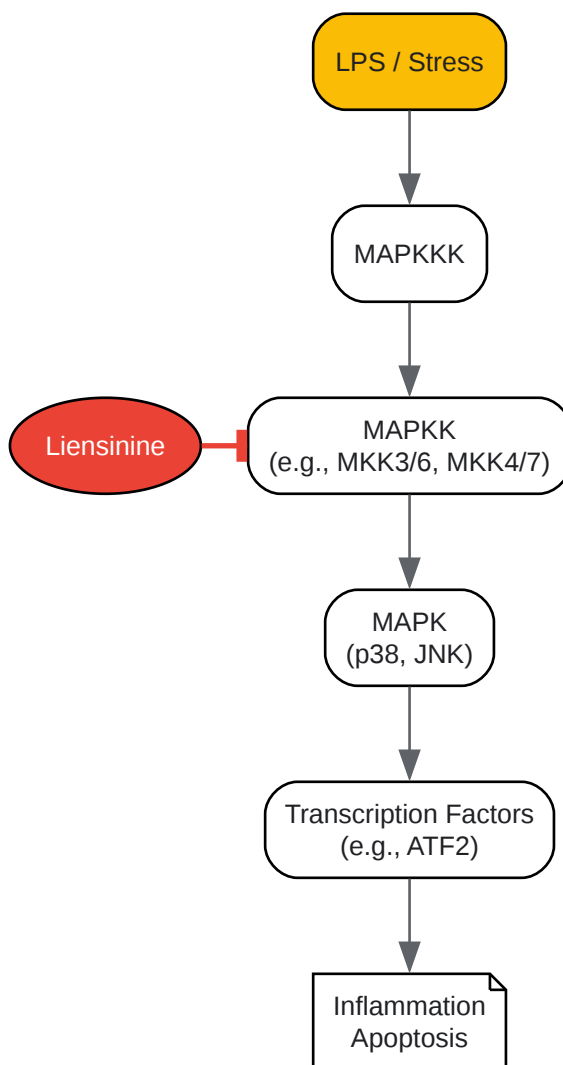 LPS / Stress
MAPKKK
Liensinine
MAPKK
(e.g., MKK3/6, MKK4/7)
MAPK
(p38, JNK)
Transcription Factors
(e.g., ATF2)
Inflammation
Apoptosis